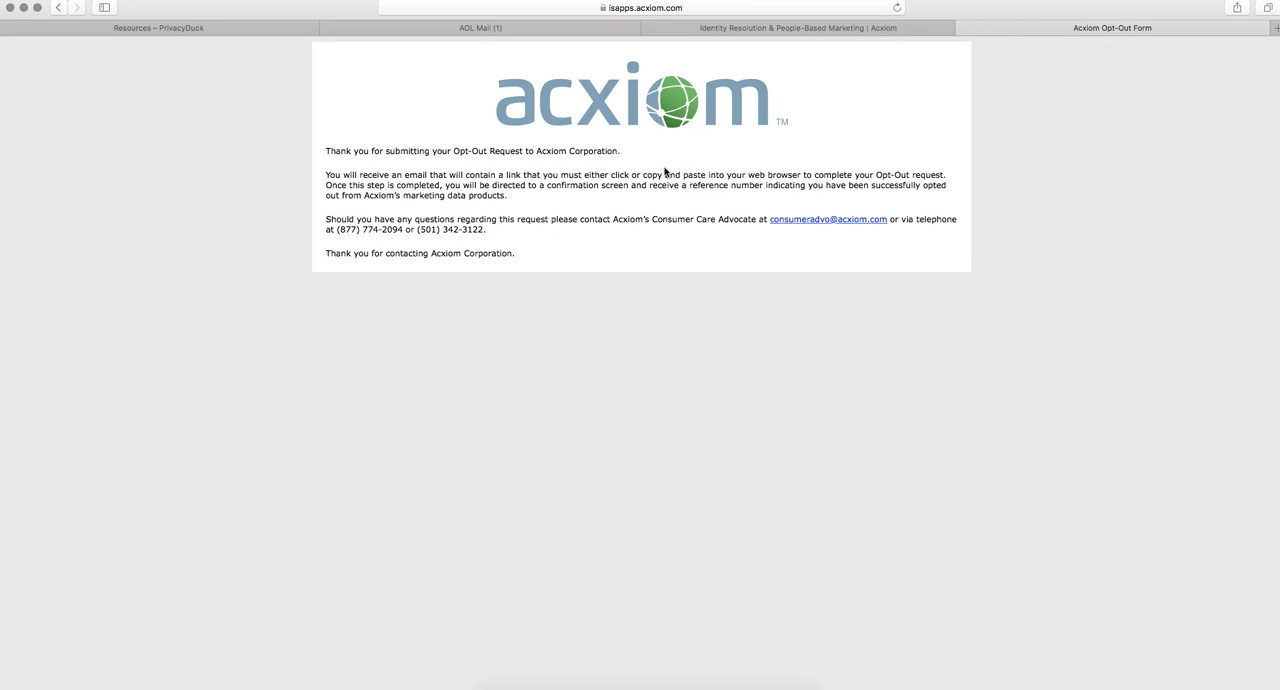 isapps.acxiom.com
Resources – PrivacyDuck
AOL Mail (1)
Identity Resolution & People-Based Marketing | Acxiom
Acxiom Opt-Out Form
acxiom TM
Thank you for submitting your Opt-Out Request to Acxiom Corporation.
You will receive an email that will contain a link that you must either click or copy and paste into your web browser to complete your Opt-Out request.
Once this step is completed, you will be directed to a confirmation screen and receive a reference number indicating you have been successfully opted
out from Acxiom's marketing data products.
Should you have any questions regarding this request please contact Acxiom's Consumer Care Advocate at consumeradvo@acxiom.com or via telephone
at (877) 774-2094 or (501) 342-3122.
Thank you for contacting Acxiom Corporation.